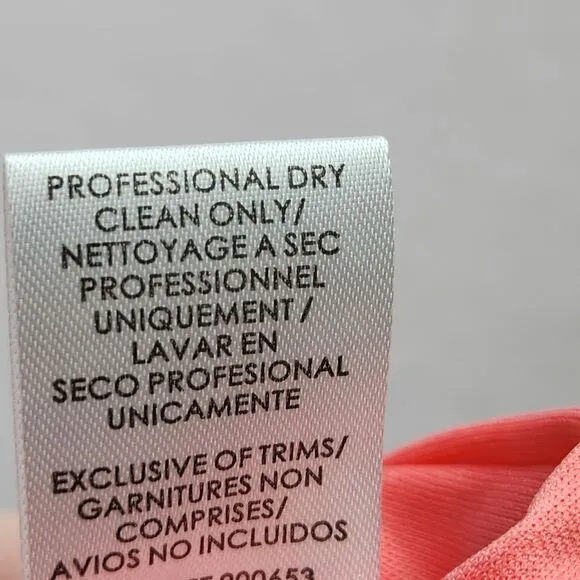 PROFESSIONAL DRY
CLEAN ONLY/
NETTOYAGE A SEC
PROFESSIONNEL
UNIQUEMENT/
LAVAR EN
SECO PROFESIONAL
UNICAMENTE
EXCLUSIVE OF TRIMS/
GARNITURES NON
COMPRISES/
AVIOS NO INCLUIDOS
900653